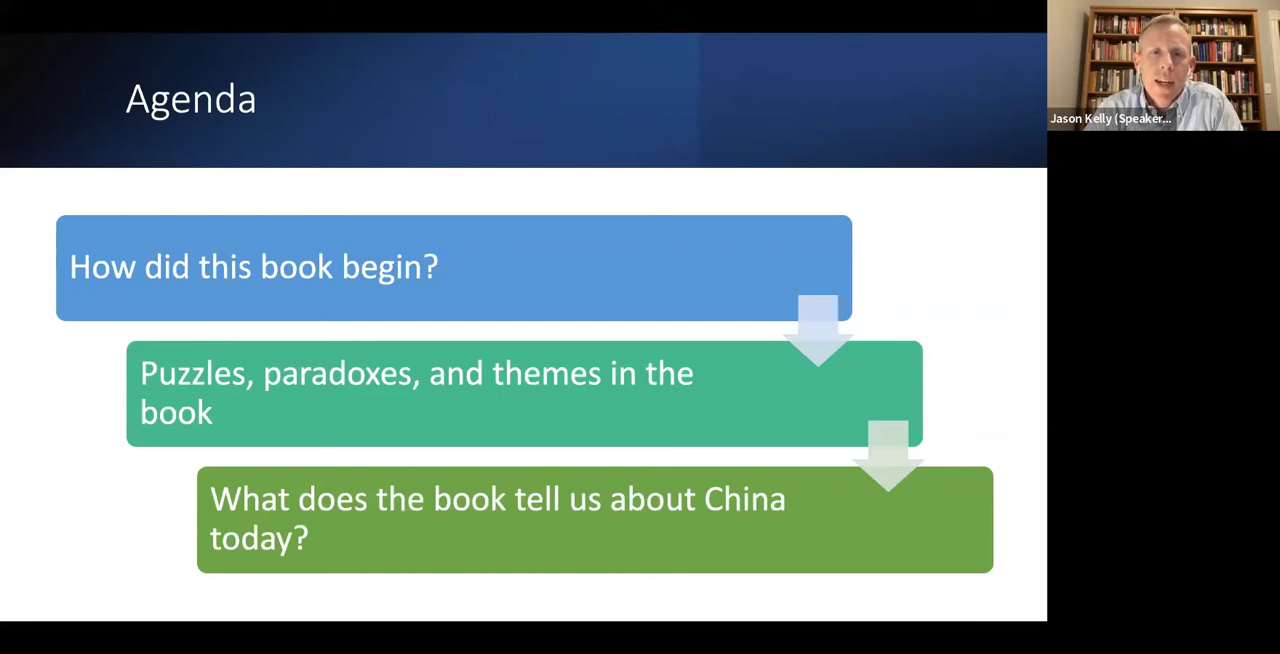 Agenda
Jason Kelly (Speaker...
How did this book begin?
Puzzles, paradoxes, and themes in the
book
What does the book tell us about China
today?